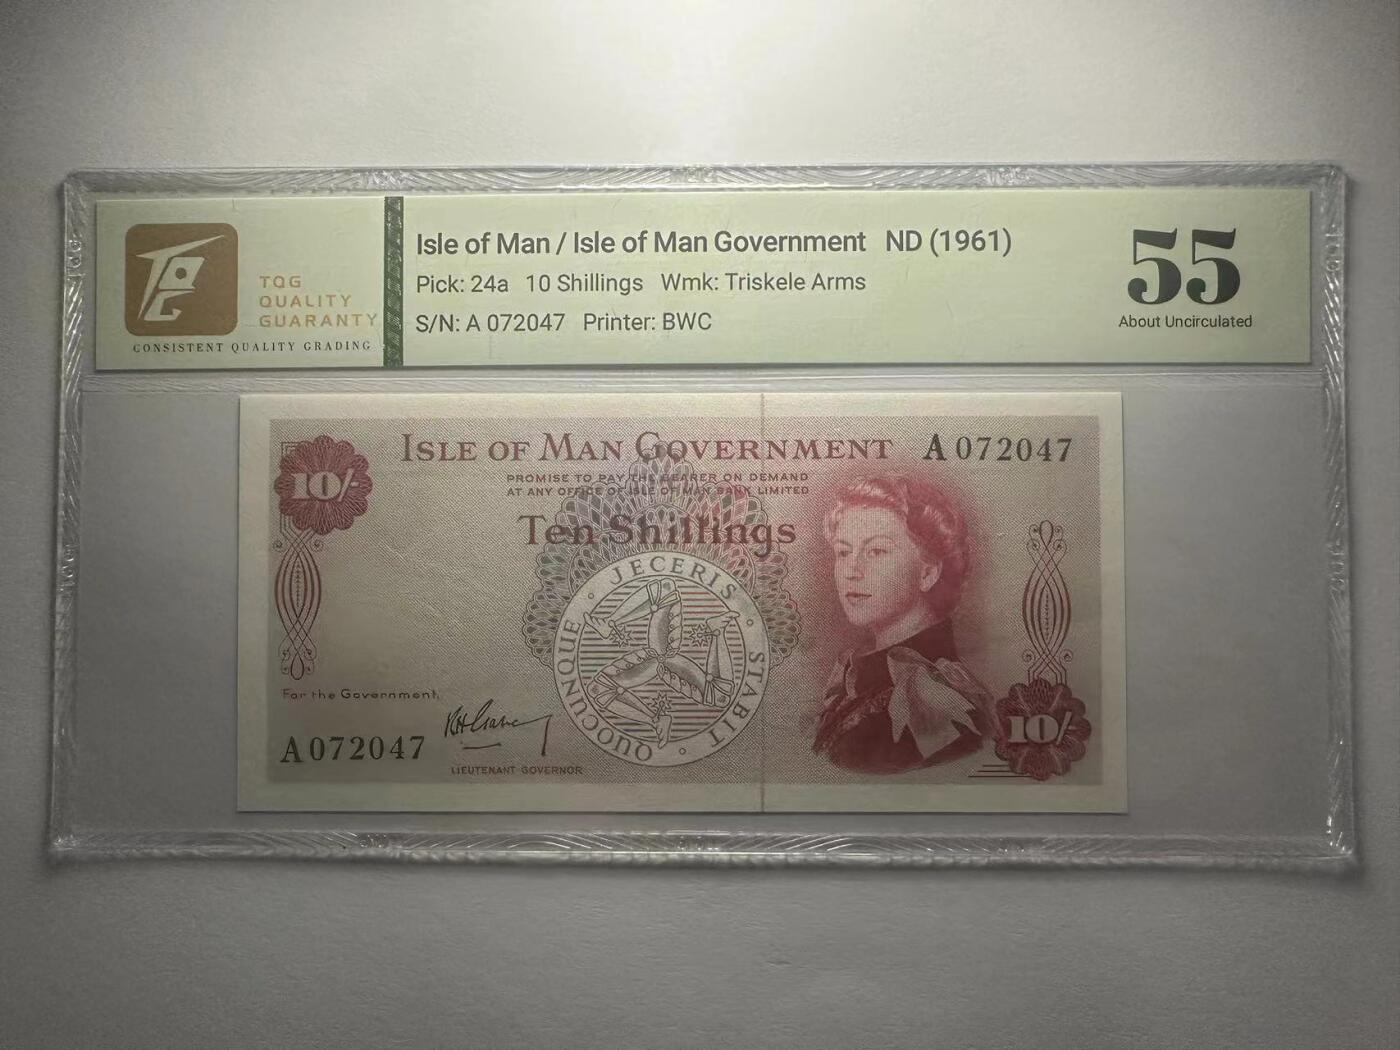 TQG
QUALITY
GUARANTY
CONSISTENT QUALITY GRADING
Isle of Man / Isle of Man Government ND (1961)
Pick: 24a 10 Shillings Wmk: Triskele Arms
S/N: A 072047 Printer: BWC
55
About Uncirculated
10/-
ISLE OF MAN GOVERNMENT A 072047
PROMISE TO PAY THE BEARER ON DEMAND
AT ANY OFFICE OF ISLE OF MAN BANK LIMITED
Ten Shillings
QUOCUNQUE · JECERIS · STABIT ·
For the Government,
A 072047
LIEUTENANT GOVERNOR
10/-